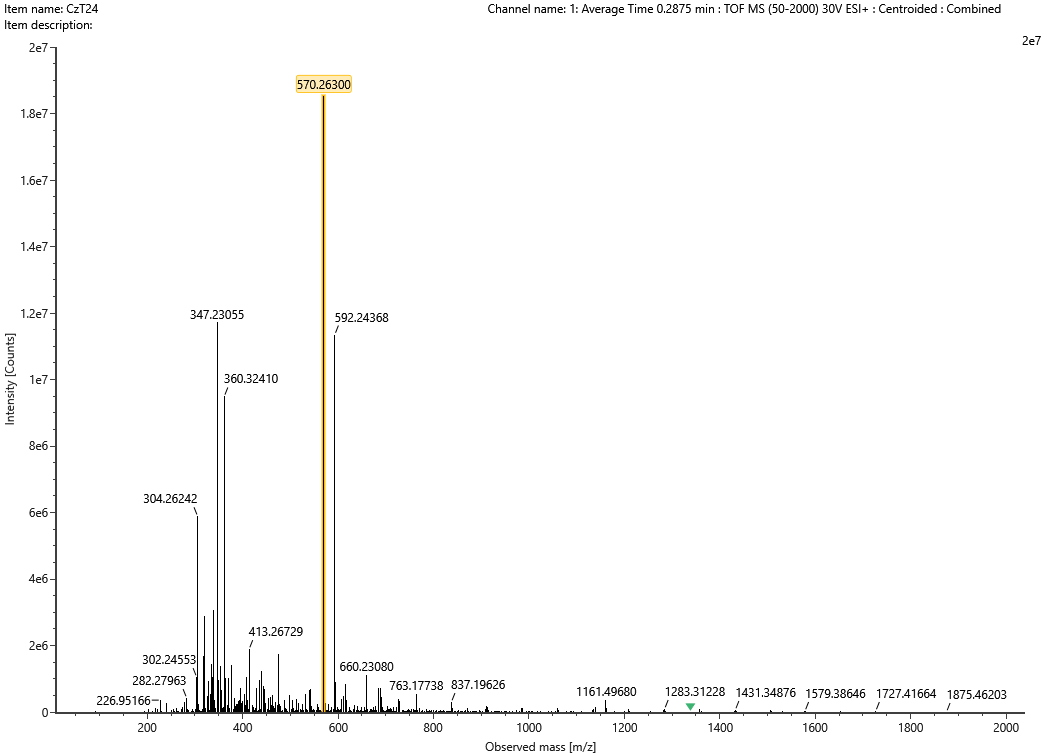 Item name: CzT24
Channel name: 1: Average Time 0.2875 min : TOF MS (50-2000) 30V ESI+ : Centroided : Combined
Item description:
2e7
2e7
1.8e7
1.6e7
1.4e7
1.2e7
1e7
8e6
6e6
4e6
2e6
0
Intensity [Counts]
570.26300
347.23055
592.24368
360.32410
304.26242
413.26729
302.24553
282.27963
226.95166
660.23080
763.17738
837.19626
1161.49680
1283.31228
1431.34876
1579.38646
1727.41664
1875.46203
200
400
600
800
1000
1200
1400
1600
1800
2000
Observed mass [m/z]